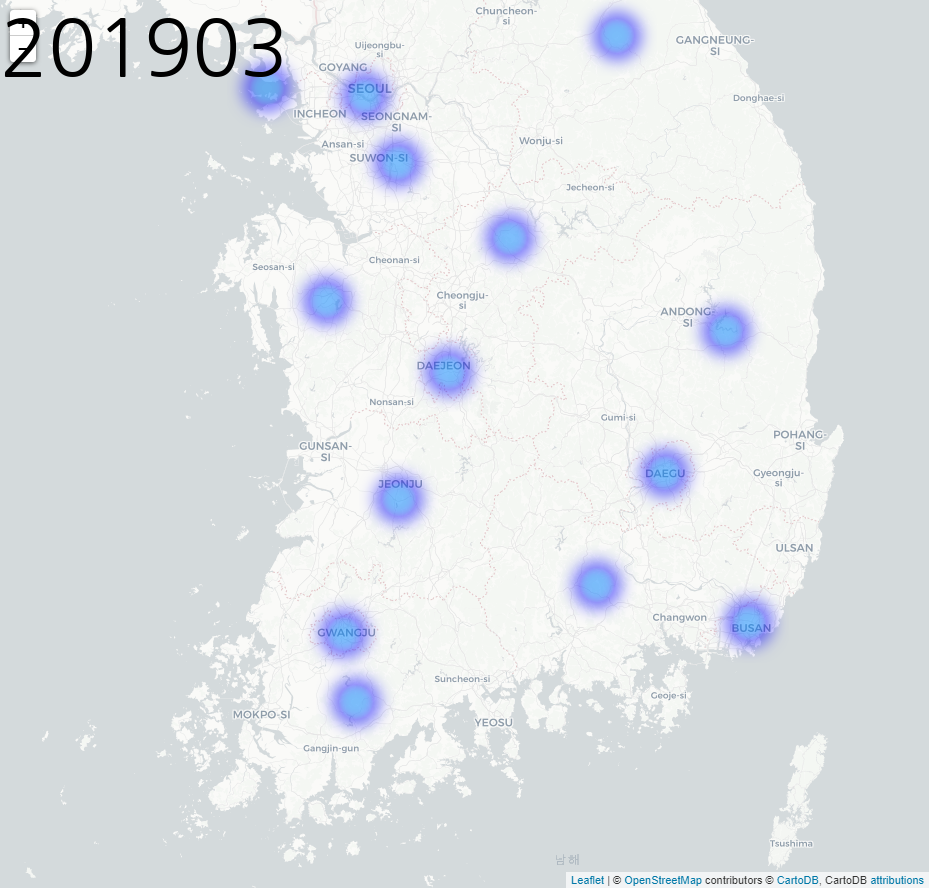 201903
Chuncheon-
si
GANGNEUNG-
SI
Uijeongbu-
si
GOYANG
SEOUL
Donghae-si
INCHEON
SEONGNAM-
SI
Ansan-si
Wonju-si
SUWON-SI
Jecheon-si
Seosan-si
Cheonan-si
Cheongju-
si
ANDONG-
SI
DAEJEON
Nonsan-si
Gumi-si
GUNSAN-
SI
POHANG-
SI
JEONJU
DAEGU
Gyeongju-
si
ULSAN
Changwon
BUSAN
GWANGJU
Suncheon-si
Geoje-si
MOKPO-SI
YEOSU
Gangjin-gun
Tsushima
남해
Leaflet | © OpenStreetMap contributors © CartoDB, CartoDB attributions